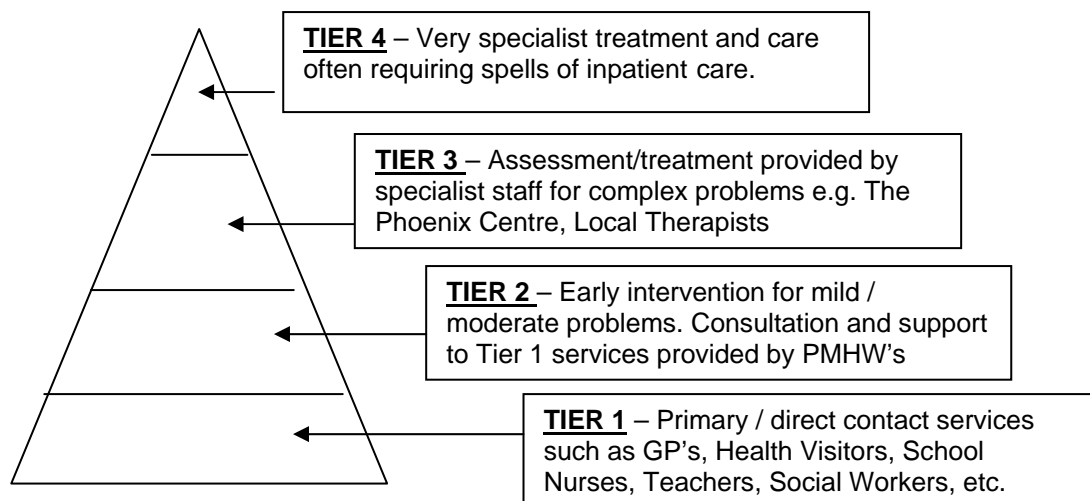 TIER 4 – Very specialist treatment and care
often requiring spells of inpatient care.
TIER 3 – Assessment/treatment provided by
specialist staff for complex problems e.g. The
Phoenix Centre, Local Therapists
TIER 2 – Early intervention for mild /
moderate problems. Consultation and support
to Tier 1 services provided by PMHW's
TIER 1 – Primary / direct contact services
such as GP's, Health Visitors, School
Nurses, Teachers, Social Workers, etc.